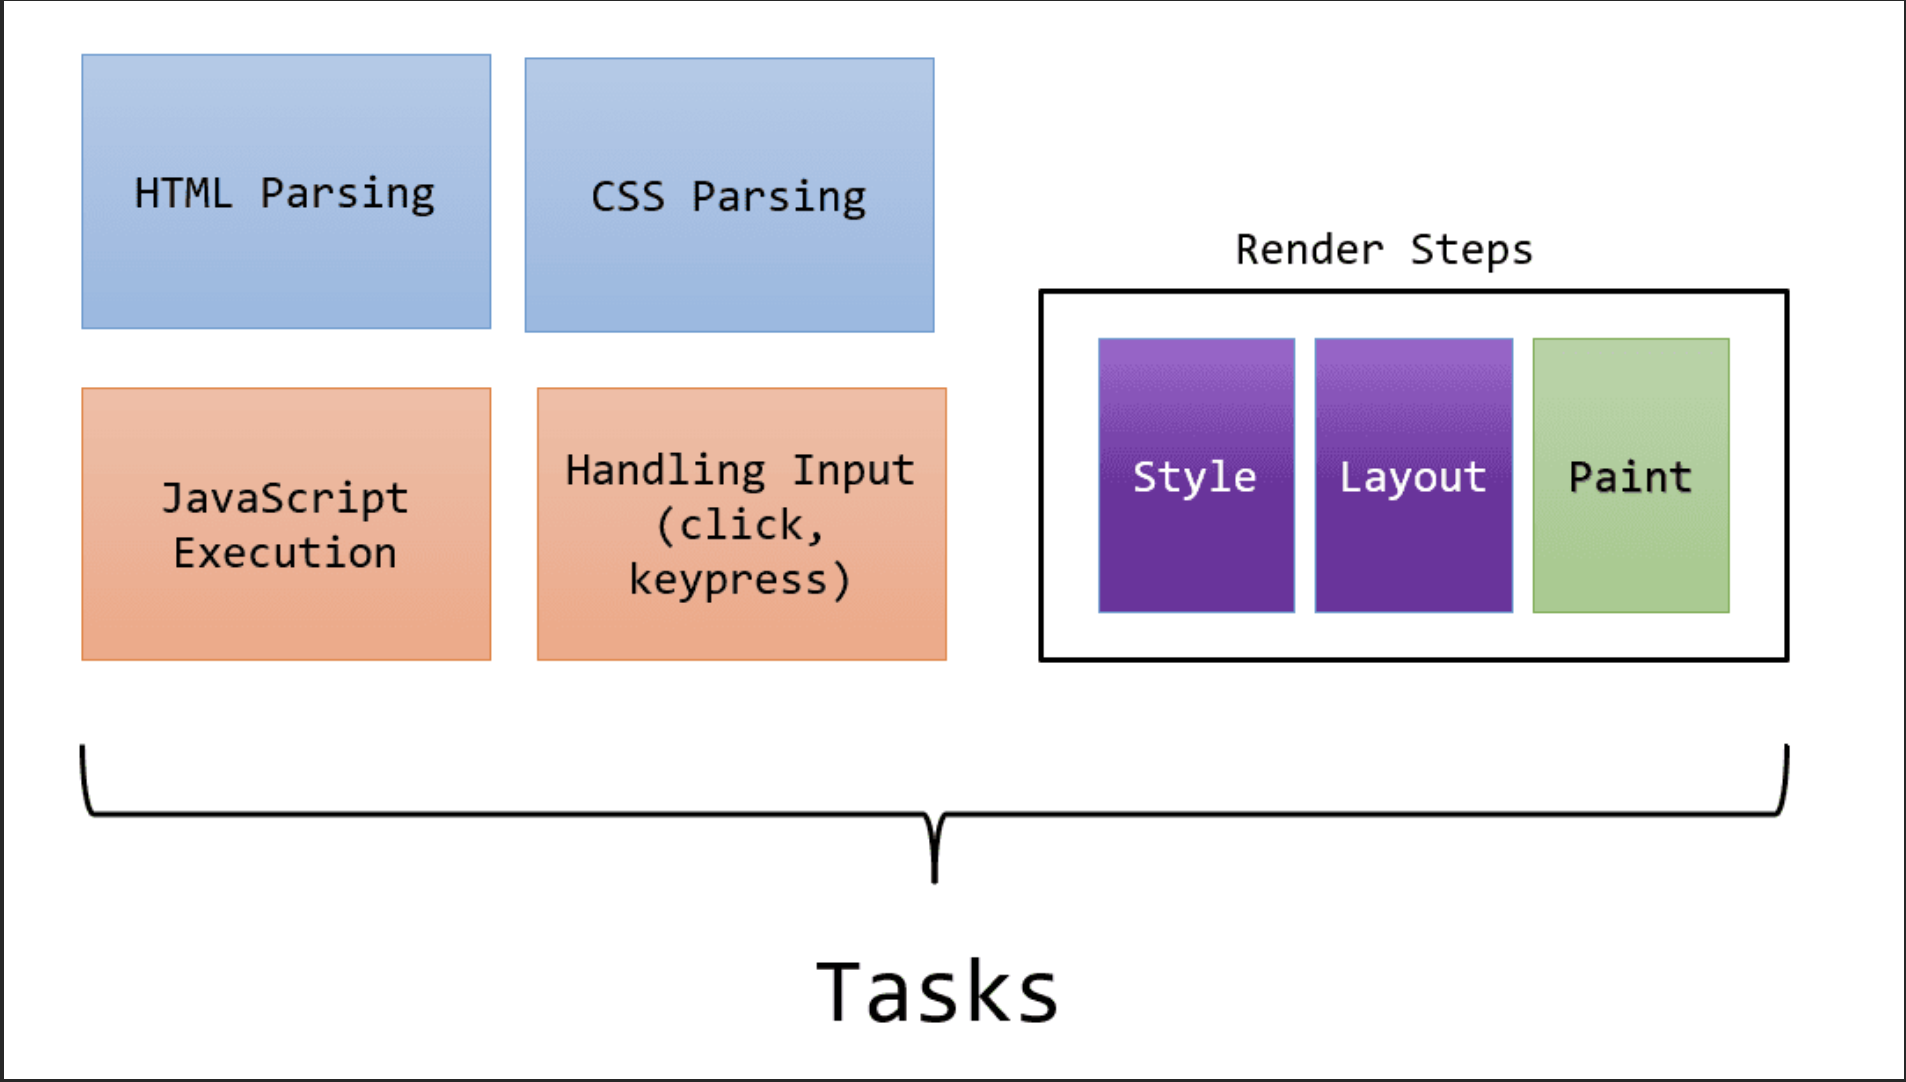 HTML Parsing
CSS Parsing
JavaScript
Execution
Handling Input
(click,
keypress)
Render Steps
Style
Layout
Paint
Tasks